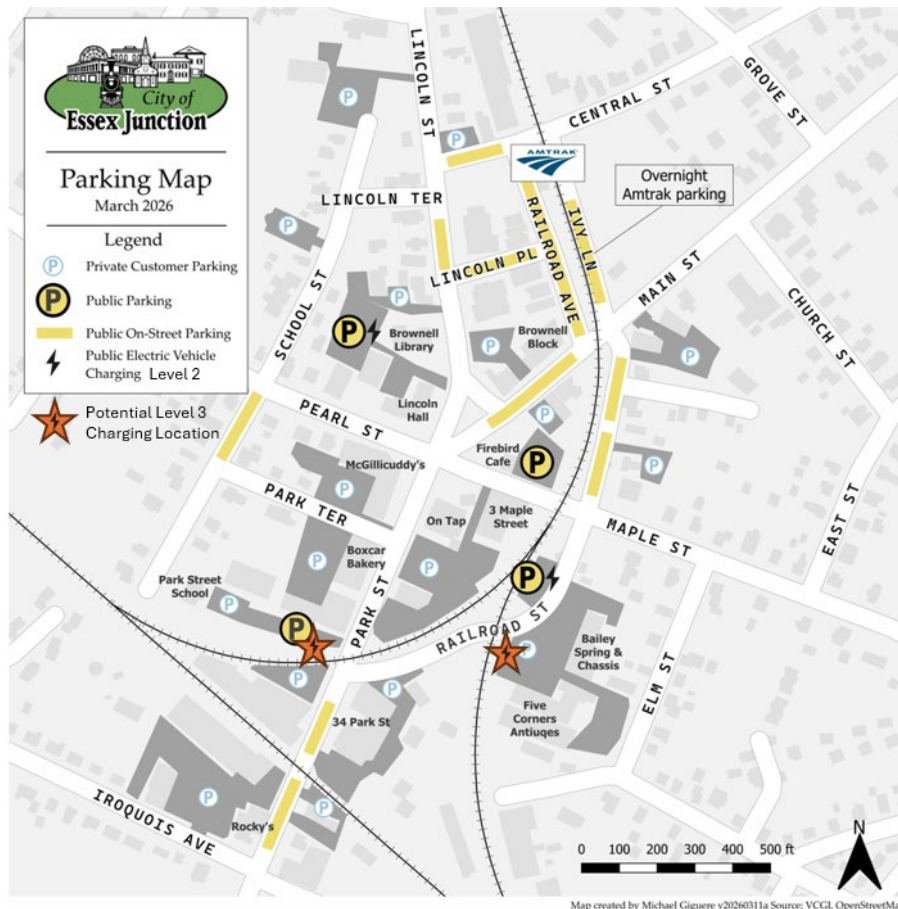 City of
Essex Junction
Parking Map
March 2026
Legend
P Private Customer Parking
P Public Parking
Public On-Street Parking
Public Electric Vehicle
Charging Level 2
Potential Level 3
Charging Location
LINCOLN ST
CENTRAL ST
GROVE ST
P
P
AMTRAK
Overnight
Amtrak parking
LINCOLN TER
RAILROAD AVE
IVY LN
P
LINCOLN PL
MAIN ST
SCHOOL ST
CHURCH ST
P
P
Brownell
Library
P
Brownell
Block
P
Lincoln
Hall
PEARL ST
P
Firebird
Cafe
P
P
McGillicuddy's
P
PARK TER
On Tap
3 Maple
Street
MAPLE ST
EAST ST
Boxcar
Bakery
P
P
P
Park Street
School
P
P
PARK ST
RAILROAD ST
P
Bailey
Spring &
Chassis
ELM ST
P
P
34 Park St
Five
Corners
Antiuqes
IROQUOIS AVE
P
Rocky's
P
N
0 100 200 300 400 500 ft
Map created by Michael Giguere v20260311a Source: VCGI, OpenStreetMa